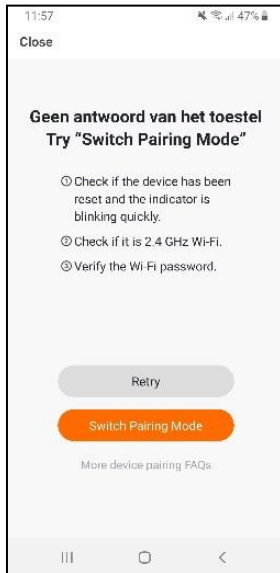 11:57
47%
Close
Geen antwoord van het toestel
Try “Switch Pairing Mode”
① Check if the device has been
reset and the indicator is
blinking quickly.
② Check if it is 2.4 GHz Wi-Fi.
③ Verify the Wi-Fi password.
Retry
Switch Pairing Mode
More device pairing FAQs